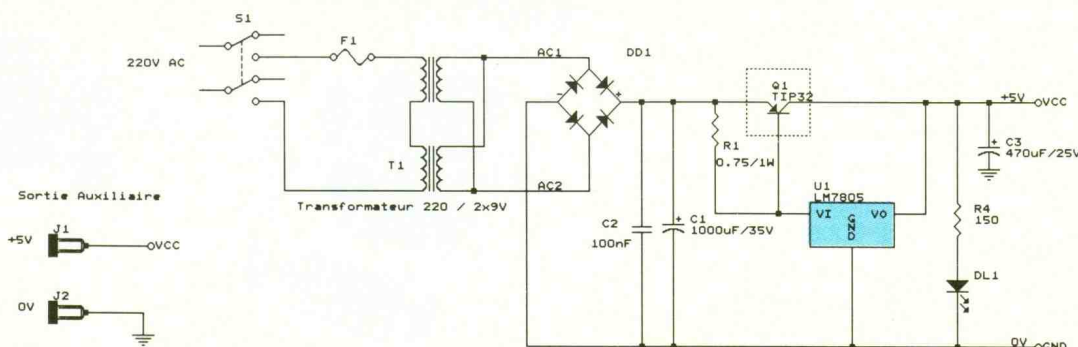 S1
F1
220V AC
AC1
DD1
-
+
Q1
TIP32
+5V
VCC
R1
0.75/1W
+
C3
470uF/25V
T1
AC2
Transformateur 220 / 2x9V
U1
LM7805
VI
GND
VO
R4
150
C2
100nF
+
C1
1000uF/35V
DL1
0V
GND
Sortie Auxiliaire
+5V
J1
VCC
0V
J2